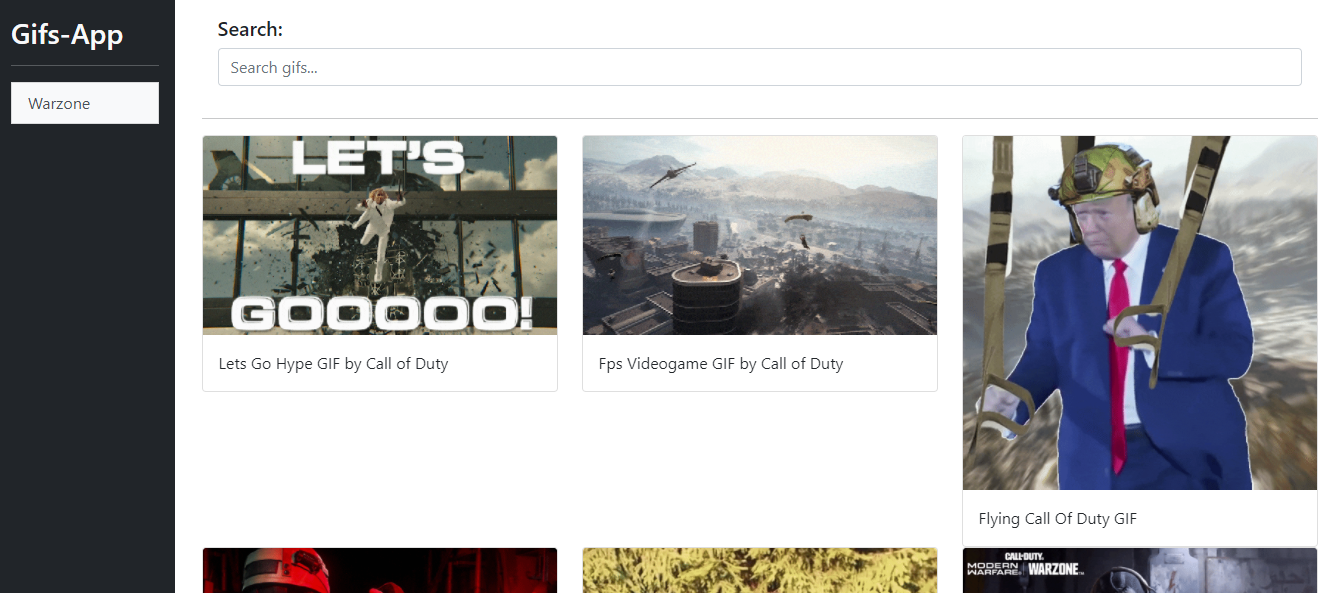 Gifs-App
Warzone
Search:
Search gifs...
LET'S
GOOOOO!
Lets Go Hype GIF by Call of Duty
Fps Videogame GIF by Call of Duty
Flying Call Of Duty GIF
CALL·DUTY.
MODERN
WARFARE
WARZONE